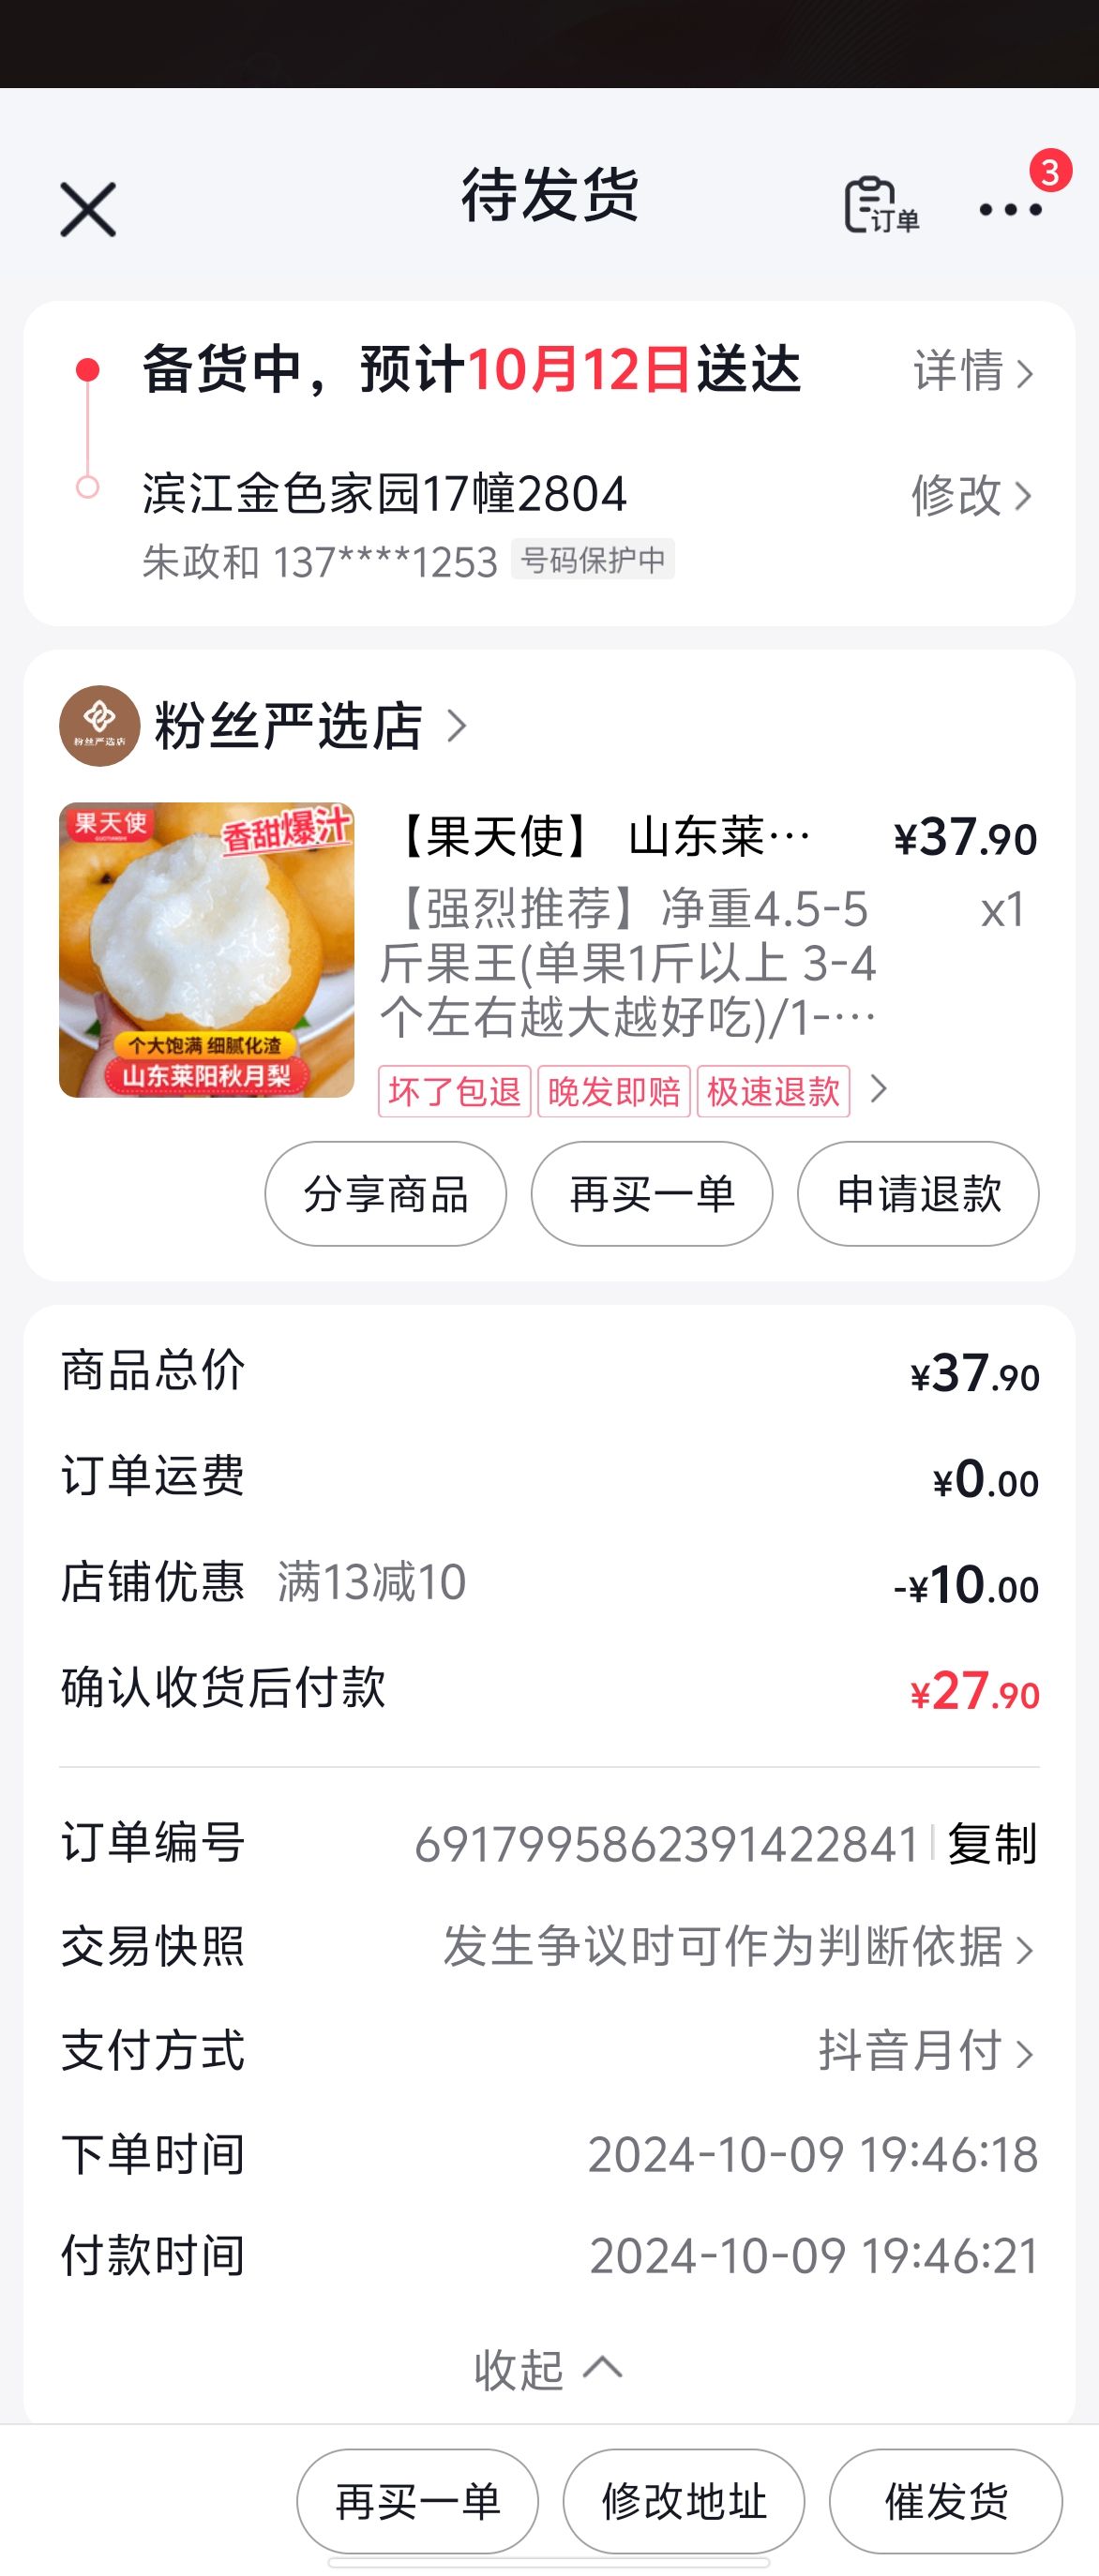 待发货
订单
3
备货中，预计10月12日送达
详情
滨江金色家园17幢2804
修改
朱政和 137****1253 号码保护中
粉丝严选店
粉丝严选店
果天使
香甜爆汁
个大饱满 细腻化渣
山东莱阳秋月梨
【果天使】 山东莱… ¥37.90
【强烈推荐】净重4.5-5 x1
斤果王(单果1斤以上 3-4
个左右越大越好吃)/1-…
坏了包退 晚发即赔 极速退款
分享商品 再买一单 申请退款
商品总价 ¥37.90
订单运费 ¥0.00
店铺优惠 满13减10 -¥10.00
确认收货后付款 ¥27.90
订单编号 6917995862391422841 复制
交易快照 发生争议时可作为判断依据
支付方式 抖音月付
下单时间 2024-10-09 19:46:18
付款时间 2024-10-09 19:46:21
收起
再买一单 修改地址 催发货